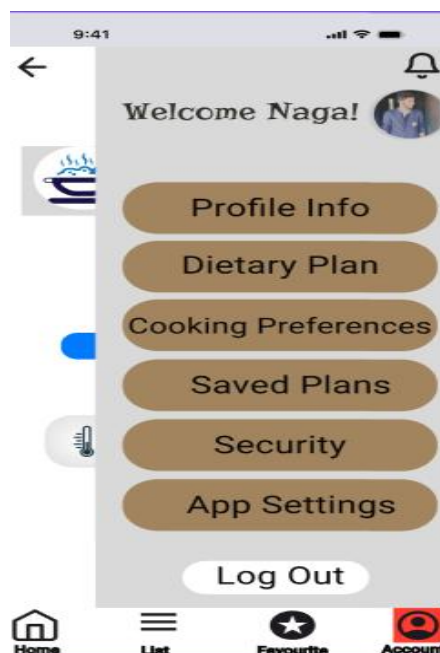 9:41
Welcome Naga!
Profile Info
Dietary Plan
Cooking Preferences
Saved Plans
Security
App Settings
Log Out
Home List Favourite Account